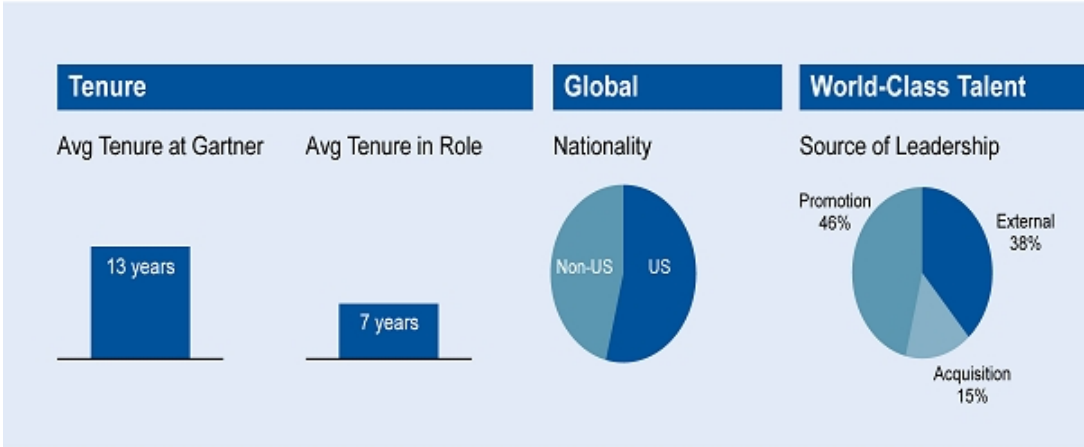 Tenure
Global
World-Class Talent
Avg Tenure at Gartner
Avg Tenure in Role
Nationality
Source of Leadership
13 years
7 years
Non-US
US
Promotion
46%
External
38%
Acquisition
15%